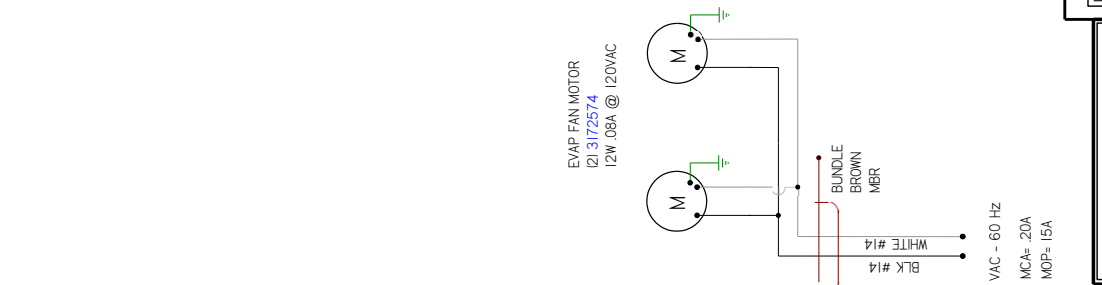 EVAP FAN MOTOR
(2) 3172574
12W .08A @ 120VAC
M
M
BUNDLE
BROWN
MBR
WHITE #14
BLK #14
VAC - 60 Hz
MCA= .20A
MOP= 15A